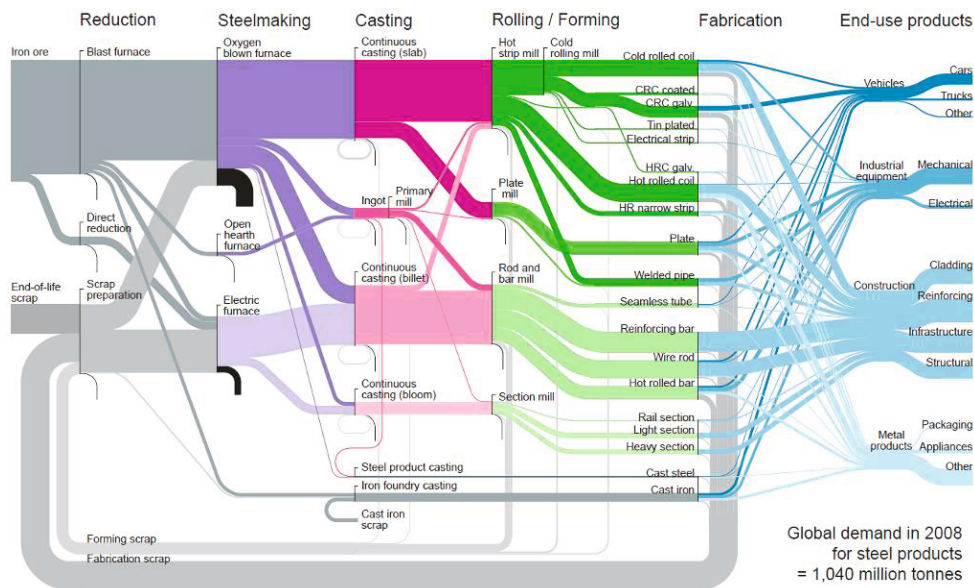 Reduction
Steelmaking
Casting
Rolling / Forming
Fabrication
End-use products
Iron ore
Blast furnace
Oxygen
blown furnace
Continuous
casting (slab)
Hot
strip mill
Cold
rolling mill
Cold rolled coil
CRC coated
CRC galv.
Tin plated
Electrical strip
HRC galv.
Hot rolled coil
HR narrow strip
Plate
Welded pipe
Seamless tube
Reinforcing bar
Wire rod
Hot rolled bar
Rail section
Light section
Heavy section
Cast steel
Cast iron
Vehicles
Cars
Trucks
Other
Industrial
equipment
Mechanical
Electrical
Construction
Cladding
Reinforcing
Infrastructure
Structural
Metal
products
Packaging
Appliances
Other
Direct
reduction
Open
hearth
furnace
Ingot
Primary
mill
Plate
mill
End-of-life
scrap
Scrap
preparation
Electric
furnace
Continuous
casting (billet)
Rod and
bar mill
Continuous
casting (bloom)
Section mill
Steel product casting
Iron foundry casting
Cast iron
scrap
Forming scrap
Fabrication scrap
Global demand in 2008
for steel products
= 1,040 million tonnes